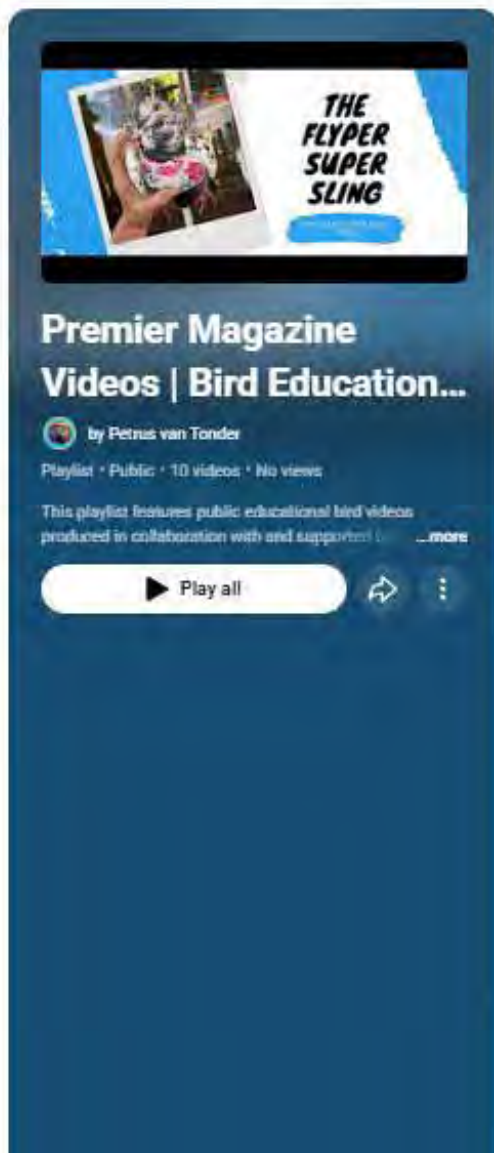 THE
FLYPER
SUPER
SLING
Premier Magazine
Videos | Bird Education...
by Petrus van Tonder
Playlist • Public • 10 videos • No views
This playlist features public educational bird videos
produced in collaboration with and supported ...more
Play all